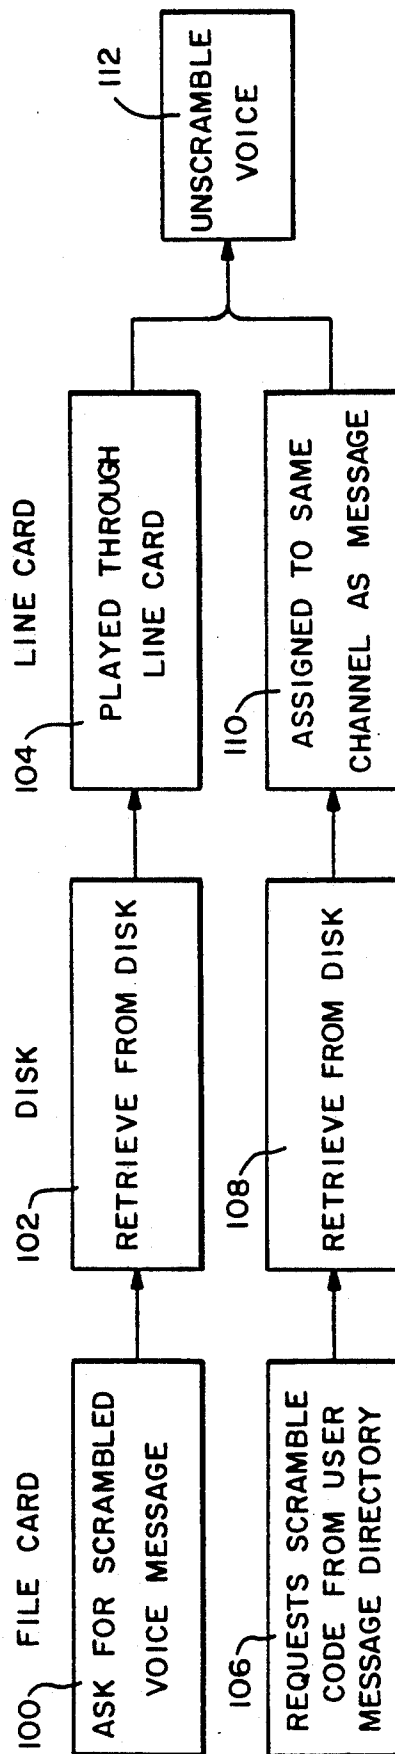 FILE CARD
DISK
LINE CARD
100
ASK FOR SCRAMBLED
VOICE MESSAGE
102
RETRIEVE FROM DISK
104
PLAYED THROUGH
LINE CARD
106
REQUESTS SCRAMBLE
CODE FROM USER
MESSAGE DIRECTORY
108
RETRIEVE FROM DISK
110
ASSIGNED TO SAME
CHANNEL AS MESSAGE
112
UNSCRAMBLE
VOICE